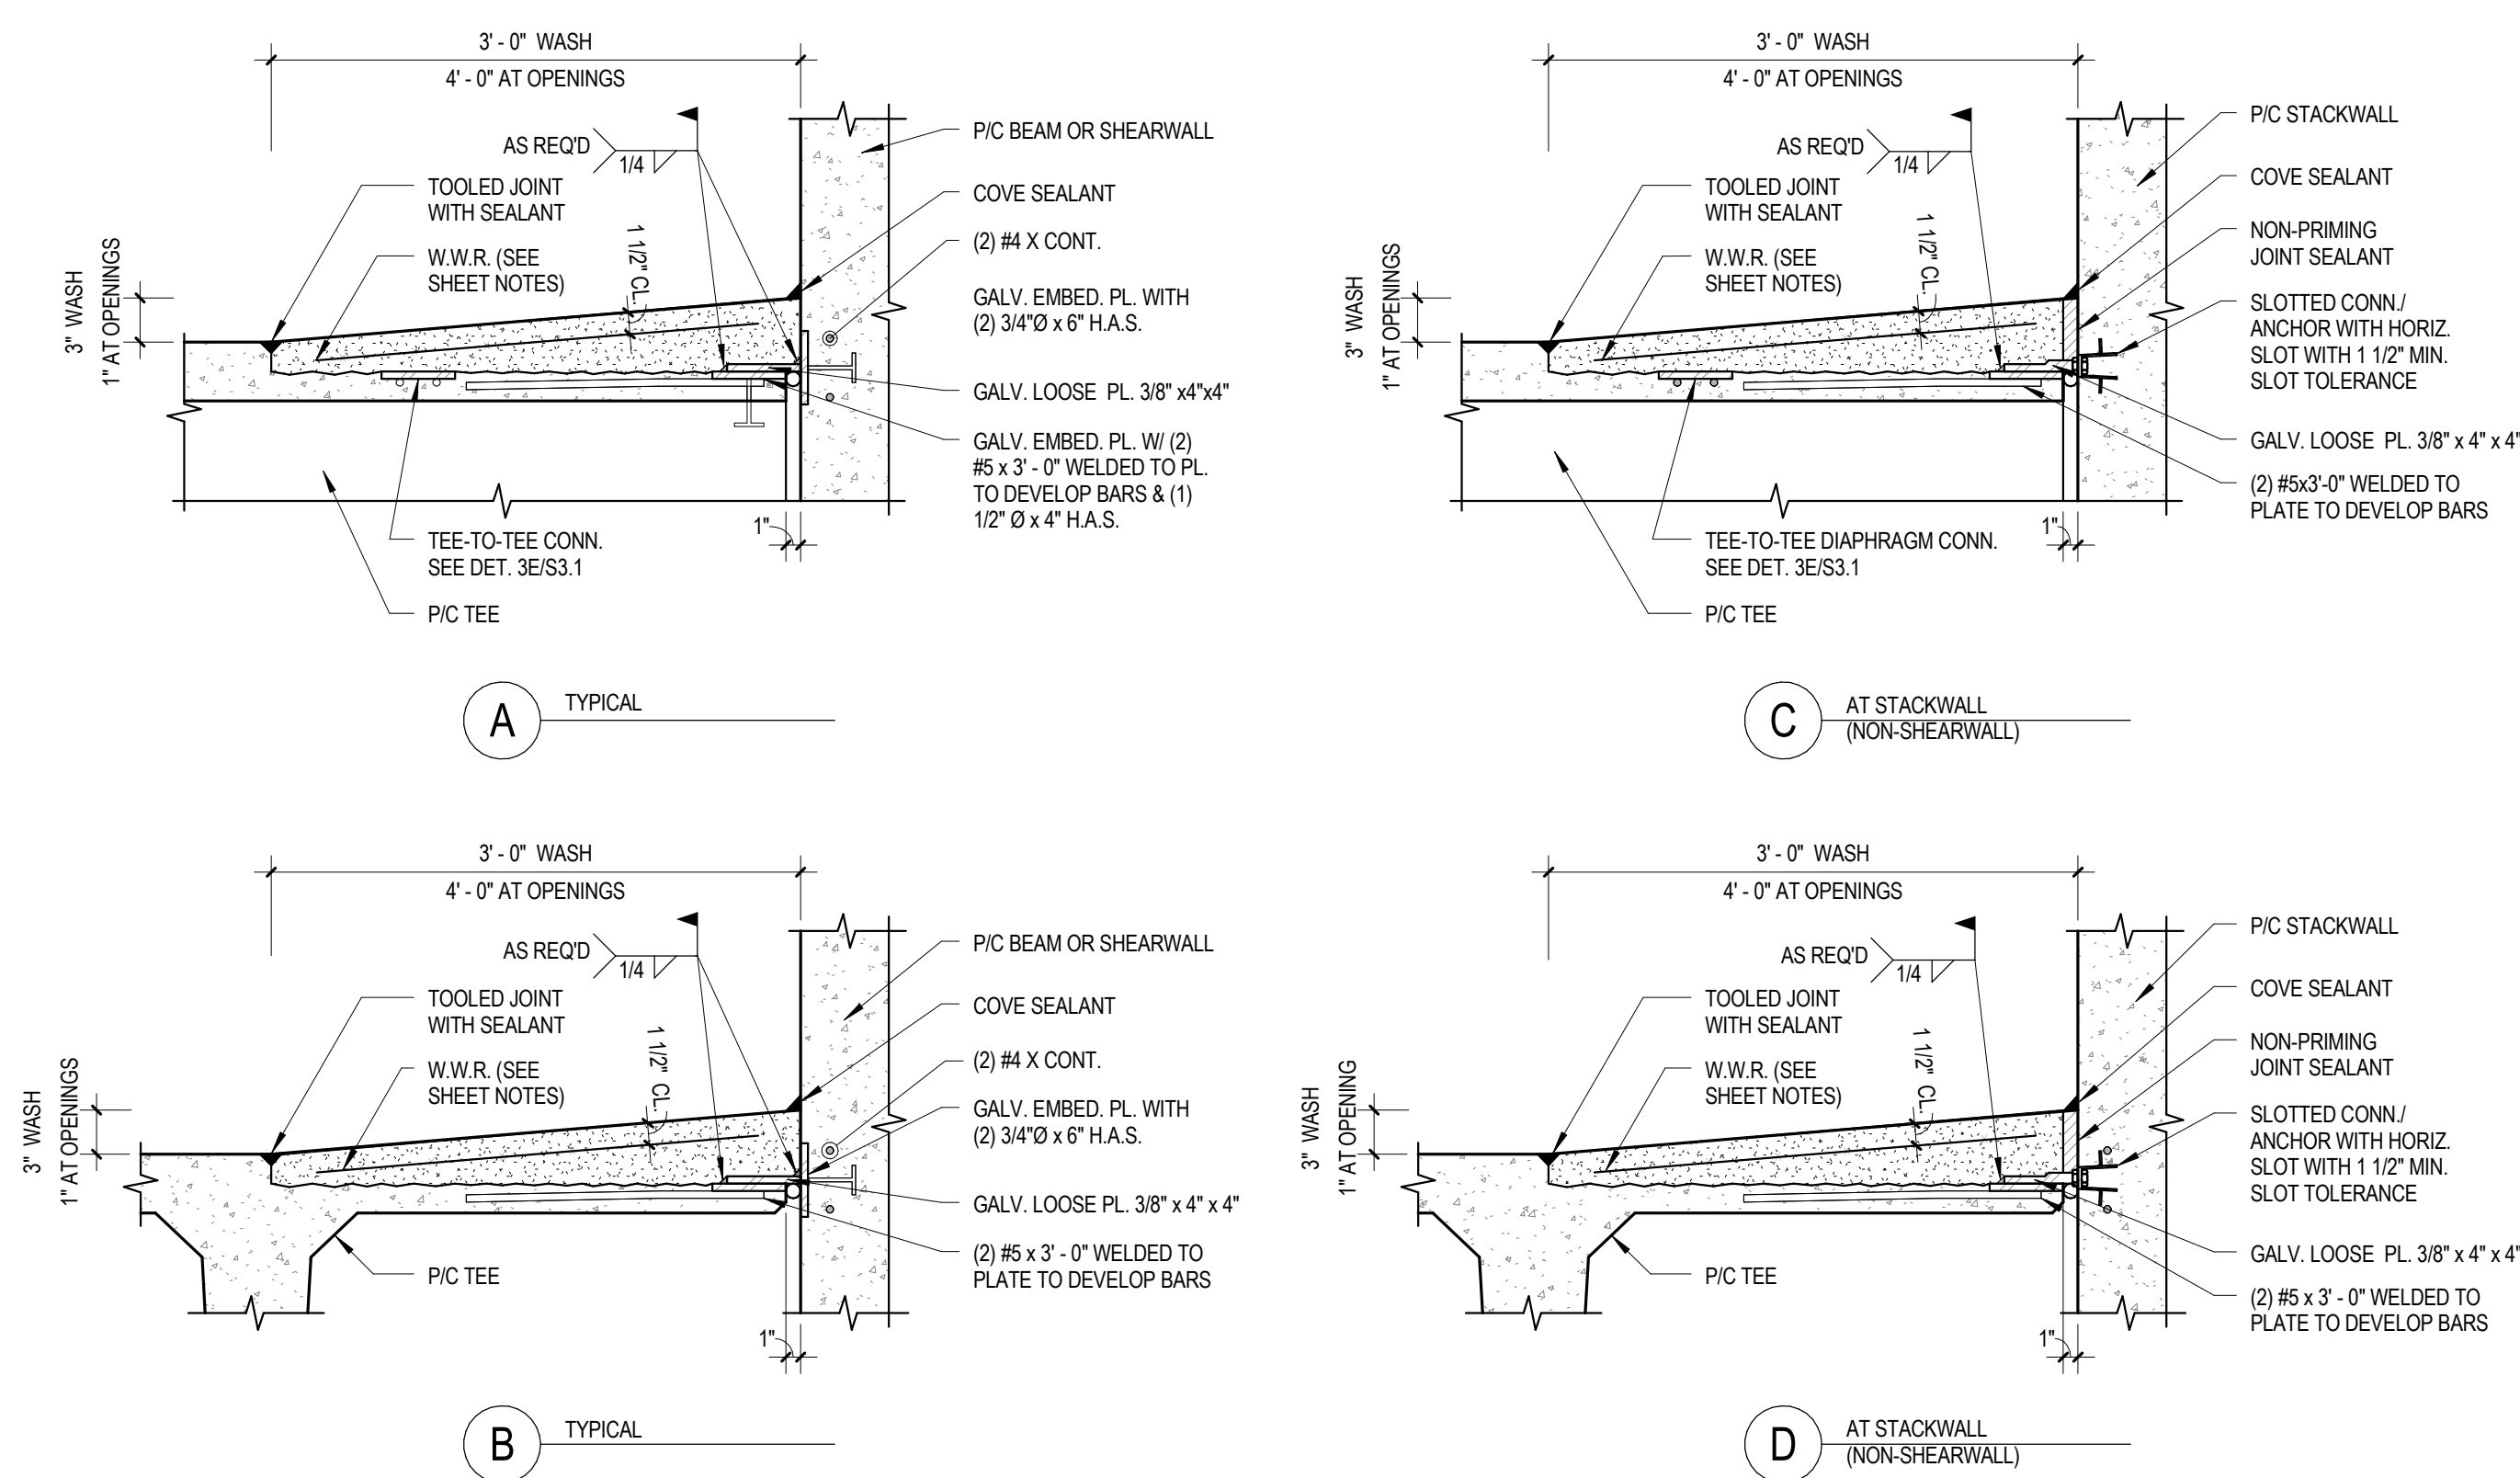 3' - 0" WASH
4' - 0" AT OPENINGS
AS REQ'D
1/4
P/C BEAM OR SHEARWALL
TOOLED JOINT
WITH SEALANT
COVE SEALANT
W.W.R. (SEE
SHEET NOTES)
1 1/2" CL.
(2) #4 X CONT.
3" WASH
1" AT OPENINGS
GALV. EMBED. PL. WITH
(2) 3/4"Ø x 6" H.A.S.
GALV. LOOSE PL. 3/8" x4"x4"
GALV. EMBED. PL. W/ (2)
#5 x 3' - 0" WELDED TO PL.
TO DEVELOP BARS & (1)
1/2" Ø x 4" H.A.S.
1"
TEE-TO-TEE CONN.
SEE DET. 3E/S3.1
P/C TEE
A
TYPICAL
3' - 0" WASH
4' - 0" AT OPENINGS
AS REQ'D
1/4
P/C STACKWALL
TOOLED JOINT
WITH SEALANT
COVE SEALANT
W.W.R. (SEE
SHEET NOTES)
1 1/2" CL.
NON-PRIMING
JOINT SEALANT
3" WASH
1" AT OPENINGS
SLOTTED CONN./
ANCHOR WITH HORIZ.
SLOT WITH 1 1/2" MIN.
SLOT TOLERANCE
GALV. LOOSE PL. 3/8" x 4" x 4"
(2) #5x3'-0" WELDED TO
PLATE TO DEVELOP BARS
1"
TEE-TO-TEE DIAPHRAGM CONN.
SEE DET. 3E/S3.1
P/C TEE
C
AT STACKWALL
(NON-SHEARWALL)
3' - 0" WASH
4' - 0" AT OPENINGS
AS REQ'D
1/4
P/C BEAM OR SHEARWALL
TOOLED JOINT
WITH SEALANT
COVE SEALANT
W.W.R. (SEE
SHEET NOTES)
1 1/2" CL.
(2) #4 X CONT.
3" WASH
1" AT OPENINGS
GALV. EMBED. PL. WITH
(2) 3/4"Ø x 6" H.A.S.
GALV. LOOSE PL. 3/8" x 4" x 4"
(2) #5 x 3' - 0" WELDED TO
PLATE TO DEVELOP BARS
P/C TEE
1"
B
TYPICAL
3' - 0" WASH
4' - 0" AT OPENINGS
AS REQ'D
1/4
P/C STACKWALL
TOOLED JOINT
WITH SEALANT
COVE SEALANT
W.W.R. (SEE
SHEET NOTES)
1 1/2" CL.
NON-PRIMING
JOINT SEALANT
3" WASH
1" AT OPENING
SLOTTED CONN./
ANCHOR WITH HORIZ.
SLOT WITH 1 1/2" MIN.
SLOT TOLERANCE
GALV. LOOSE PL. 3/8" x 4" x 4"
(2) #5 x 3' - 0" WELDED TO
PLATE TO DEVELOP BARS
P/C TEE
1"
D
AT STACKWALL
(NON-SHEARWALL)